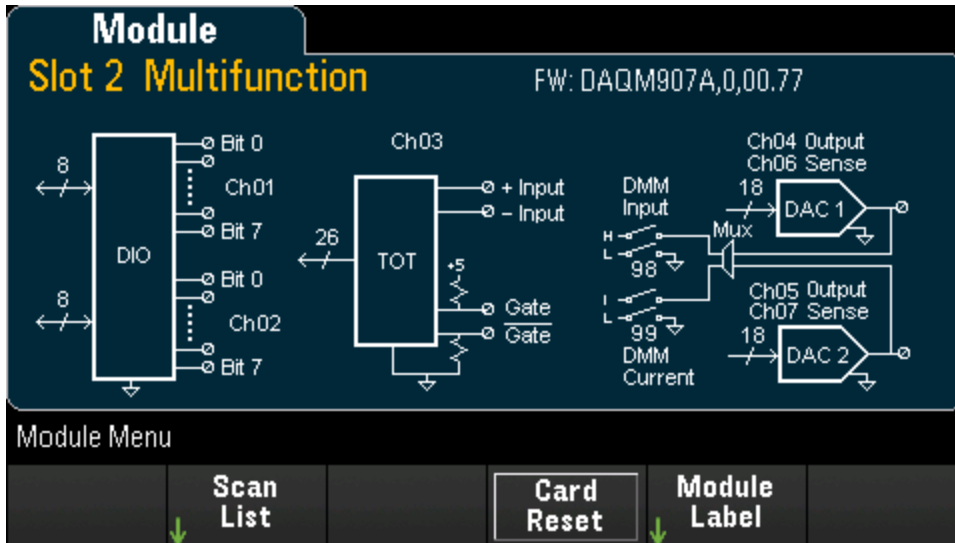 Module
Slot 2 Multifunction
FW: DAQM907A,0,00.77
8
Bit 0
Ch01
Bit 7
DIO
8
Bit 0
Ch02
Bit 7
Ch03
26
TOT
+ Input
– Input
+5
Gate
Gate
DMM
Input
H
L
98
I
L
99
DMM
Current
Mux
Ch04 Output
Ch06 Sense
18
DAC 1
Ch05 Output
Ch07 Sense
18
DAC 2
Module Menu
Scan
List
Card
Reset
Module
Label